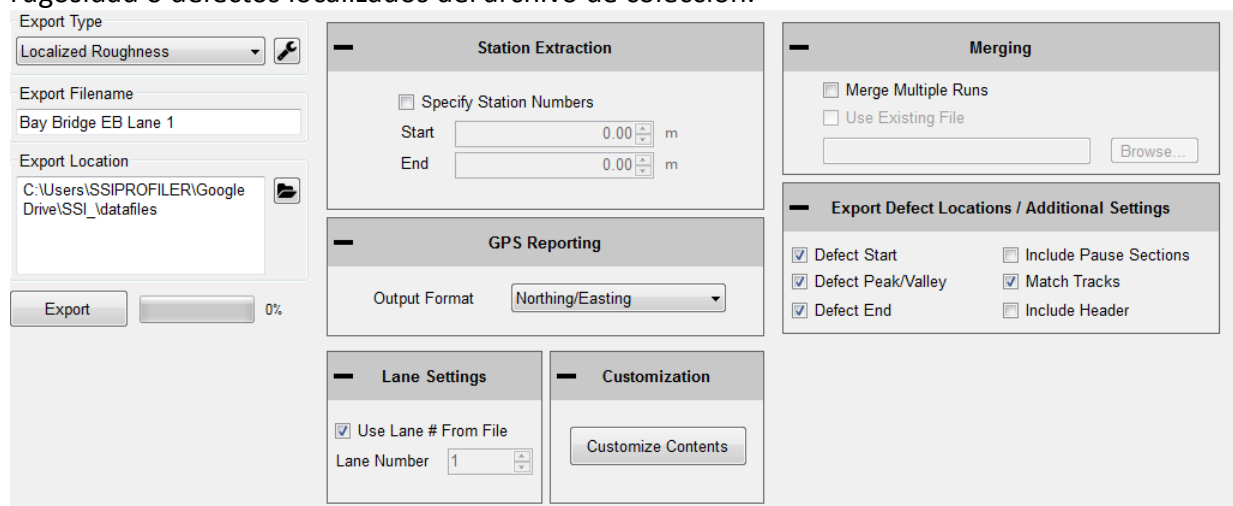 rugosidad o defectos localizados del archivo de colección.
Export Type
Localized Roughness
Export Filename
Bay Bridge EB Lane 1
Export Location
C:\Users\SSIPROFILER\Google
Drive\SSI_\datafiles
Export
0%
Station Extraction
Specify Station Numbers
Start 0.00 m
End 0.00 m
GPS Reporting
Output Format Northing/Easting
Lane Settings
Use Lane # From File
Lane Number 1
Customization
Customize Contents
Merging
Merge Multiple Runs
Use Existing File
Browse...
Export Defect Locations / Additional Settings
Defect Start Include Pause Sections
Defect Peak/Valley Match Tracks
Defect End Include Header